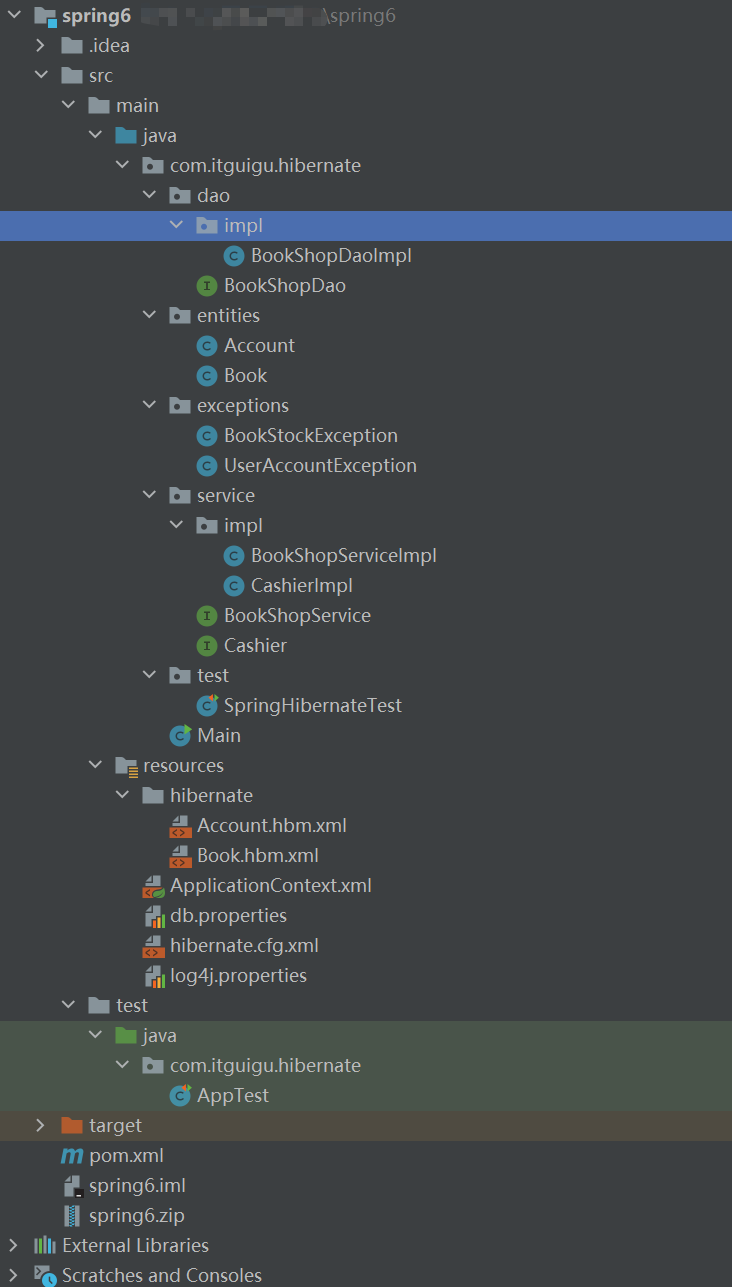 spring6 \spring6
.idea
src
main
java
com.itguigu.hibernate
dao
impl
BookShopDaoImpl
BookShopDao
entities
Account
Book
exceptions
BookStockException
UserAccountException
service
impl
BookShopServiceImpl
CashierImpl
BookShopService
Cashier
test
SpringHibernateTest
Main
resources
hibernate
Account.hbm.xml
Book.hbm.xml
ApplicationContext.xml
db.properties
hibernate.cfg.xml
log4j.properties
test
java
com.itguigu.hibernate
AppTest
target
pom.xml
spring6.iml
spring6.zip
External Libraries
Scratches and Consoles